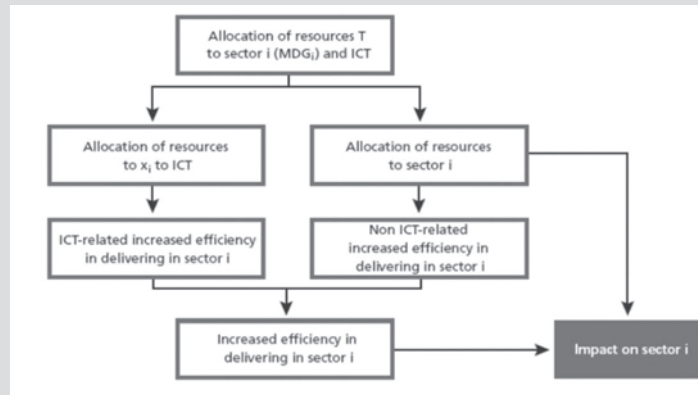 Allocation of resources T
to sector i (MDGi) and ICT
Allocation of resources
to xi to ICT
Allocation of resources
to sector i
ICT-related increased efficiency
in delivering in sector i
Non ICT-related
increased efficiency in
delivering in sector i
Increased efficiency in
delivering in sector i
Impact on sector i